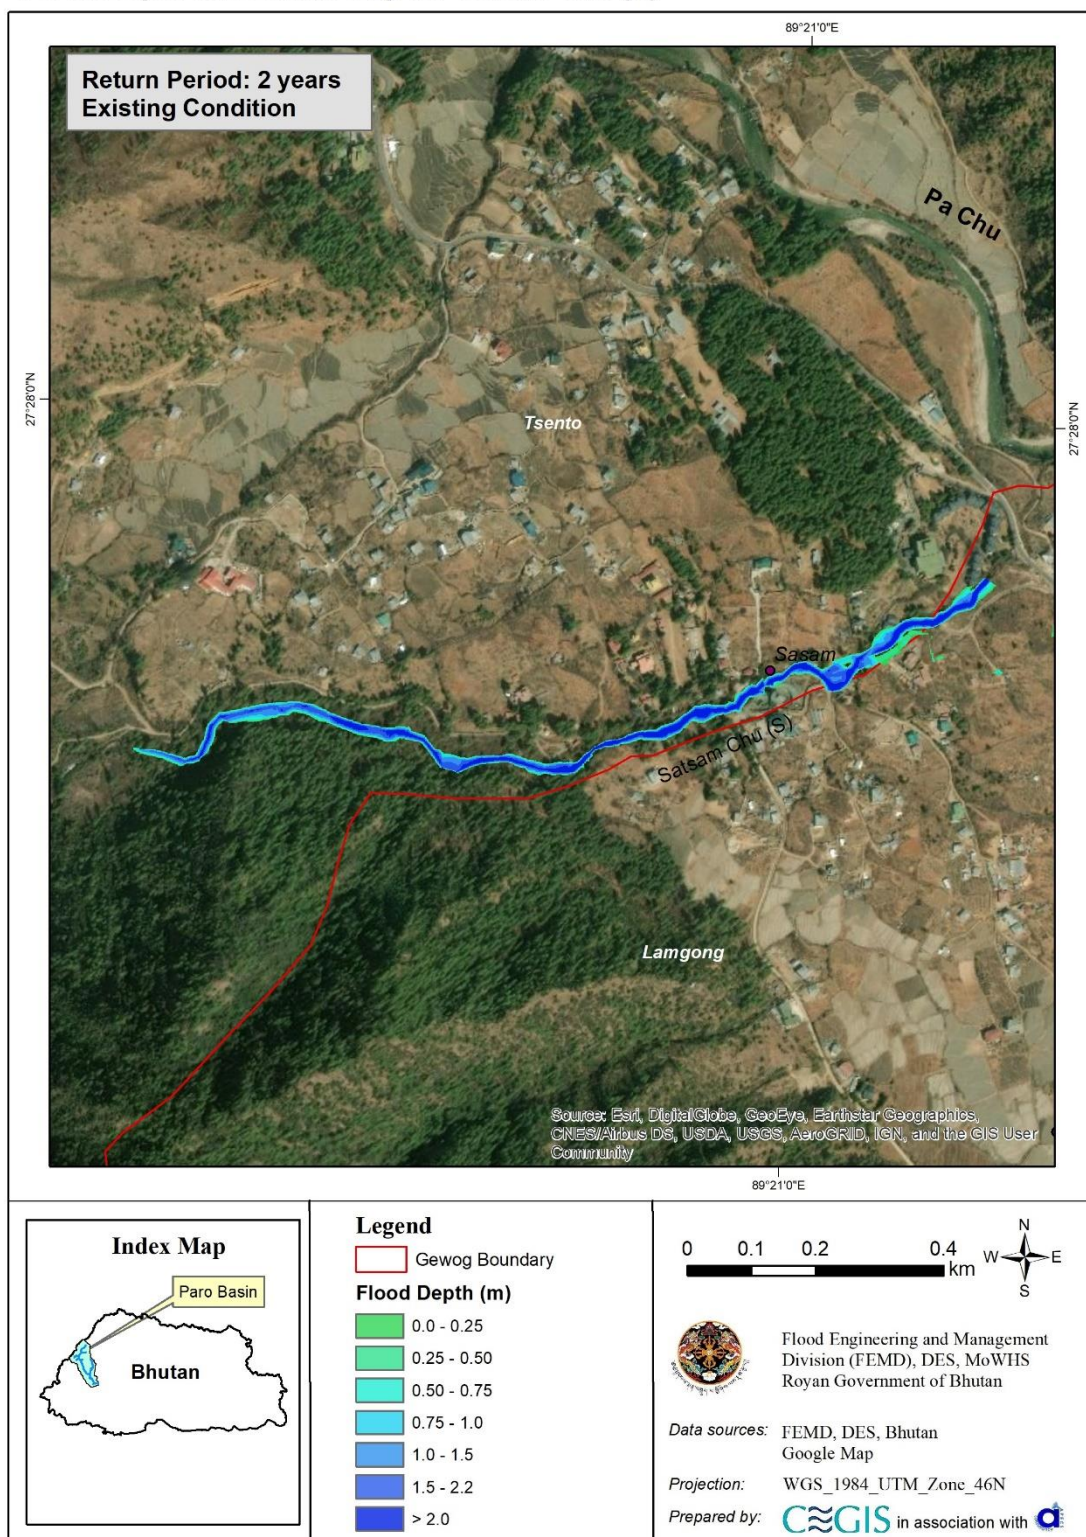 89°21'0"E
Return Period: 2 years
Existing Condition
Pa Chu
27°28'0"N
27°28'0"N
Tsento
Sasam
Satsam Chu (S)
Lamgong
Source: Esri, DigitalGlobe, GeoEye, Earthstar Geographics,
CNES/Airbus DS, USDA, USGS, AeroGRID, IGN, and the GIS User
Community
89°21'0"E
Index Map
Paro Basin
Bhutan
Legend
Gewog Boundary
Flood Depth (m)
0.0 - 0.25
0.25 - 0.50
0.50 - 0.75
0.75 - 1.0
1.0 - 1.5
1.5 - 2.2
> 2.0
0 0.1 0.2 0.4
km
N
W E
S
Flood Engineering and Management
Division (FEMD), DES, MoWHS
Royan Government of Bhutan
Data sources: FEMD, DES, Bhutan
Google Map
Projection: WGS_1984_UTM_Zone_46N
Prepared by: CEGIS in association with